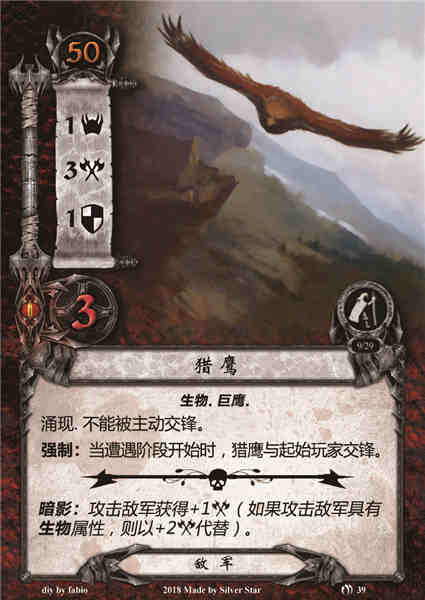 50
1
3
1
3
9/29
猎鹰
生物. 巨鹰.
涌现. 不能被主动交锋。
强制：当遭遇阶段开始时，猎鹰与起始玩家交锋。
暗影：攻击敌军获得+1（如果攻击敌军具有
生物属性，则以+2代替）。
敌军
diy by fabio 2018 Made by Silver Star 39